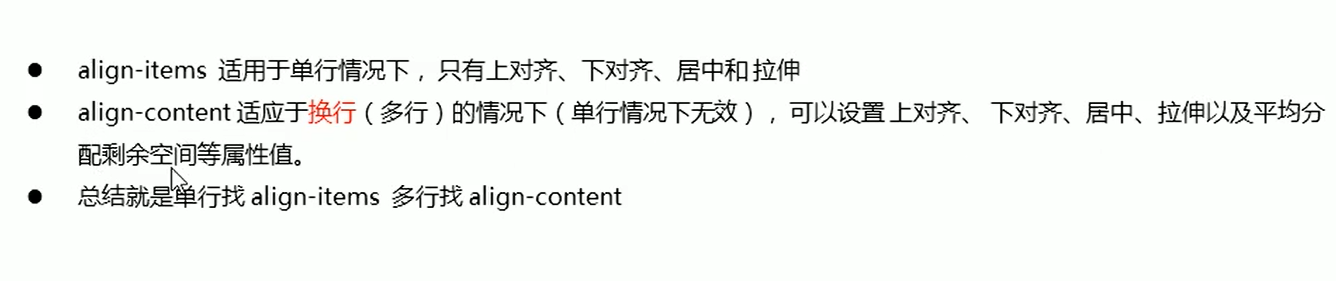 ● align-items 适用于单行情况下，只有上对齐、下对齐、居中和 拉伸
● align-content 适应于换行（多行）的情况下（单行情况下无效），可以设置 上对齐、 下对齐、居中、拉伸以及平均分
配剩余空间等属性值。
● 总结就是单行找 align-items 多行找 align-content